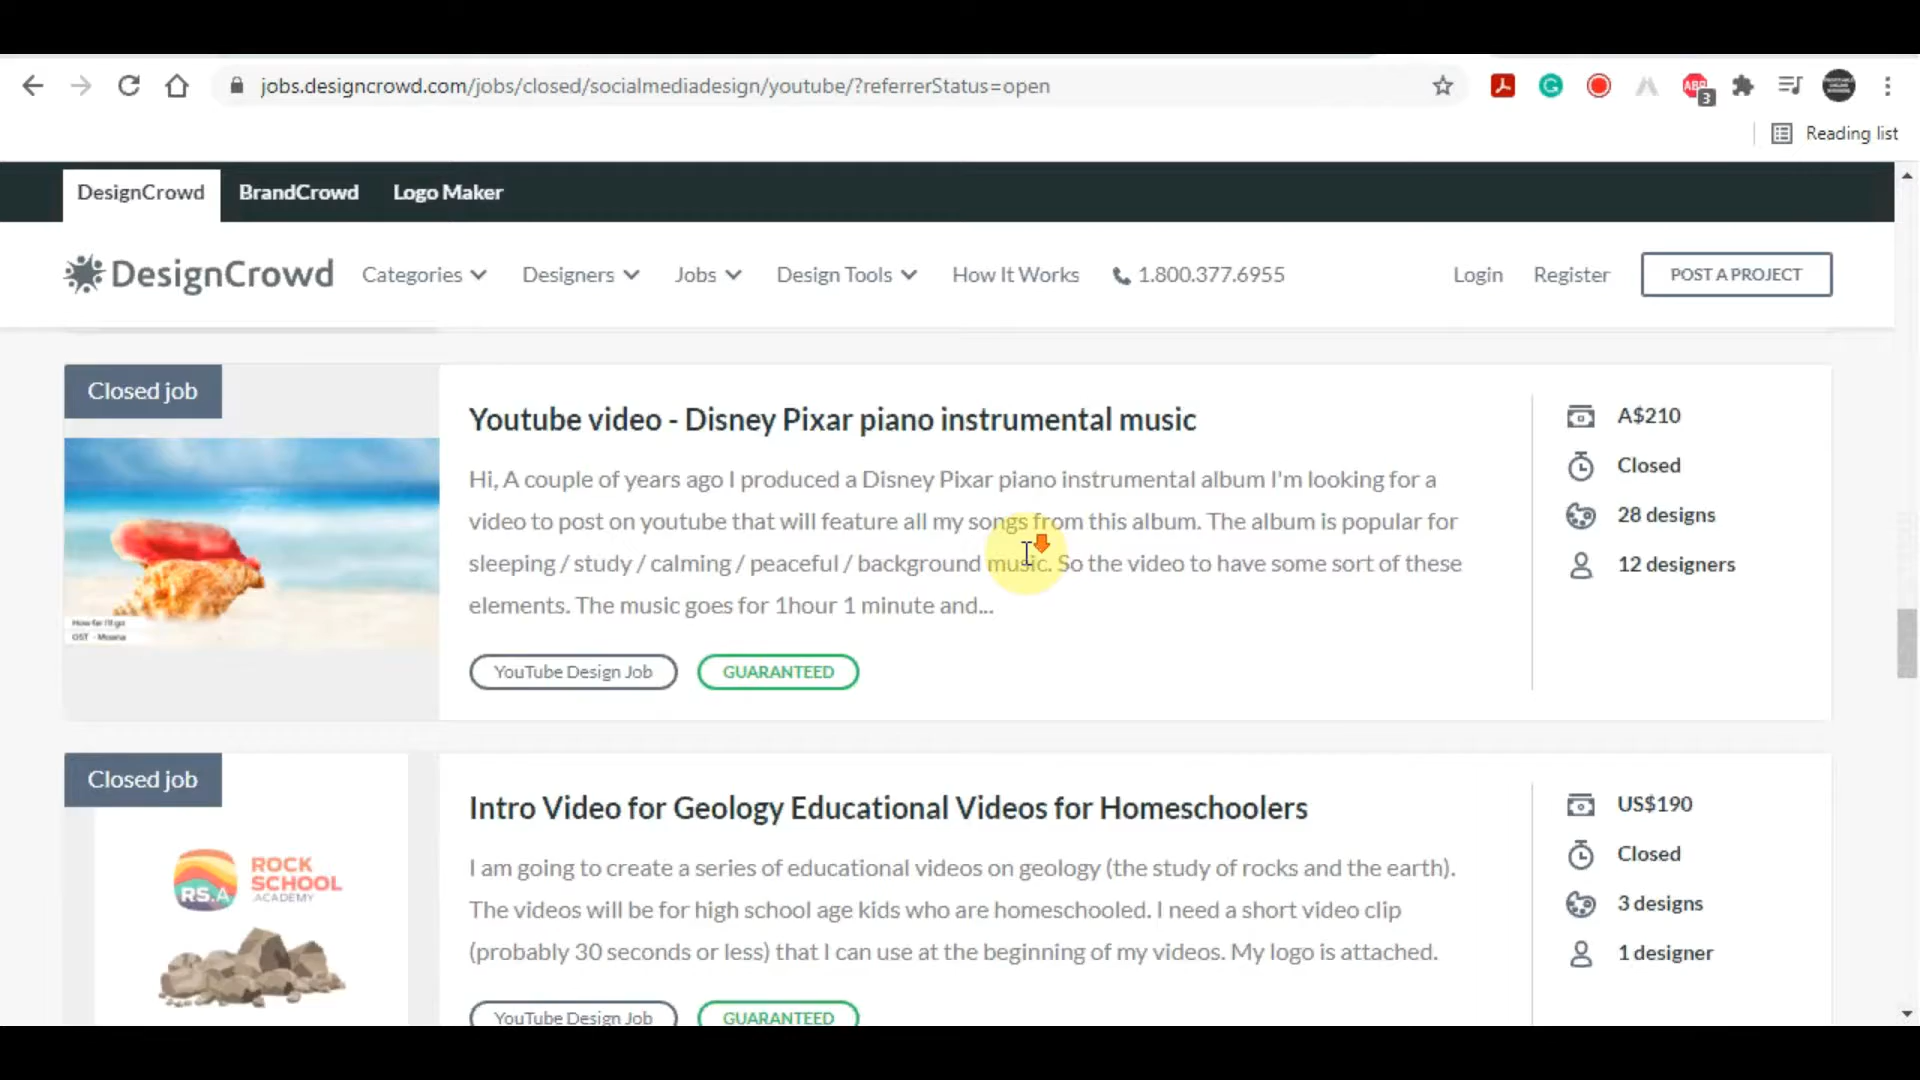 jobs.designcrowd.com/jobs/closed/socialmediadesign/youtube/?referrerStatus=open
ABP
3
Reading list
DesignCrowd BrandCrowd Logo Maker
DesignCrowd Categories Designers Jobs Design Tools How It Works 1.800.377.6955 Login Register POST A PROJECT
Closed job
How far I'll go
OST - Moana
Youtube video - Disney Pixar piano instrumental music
Hi, A couple of years ago I produced a Disney Pixar piano instrumental album I'm looking for a
video to post on youtube that will feature all my songs from this album. The album is popular for
sleeping / study / calming / peaceful / background music. So the video to have some sort of these
elements. The music goes for 1hour 1 minute and...
YouTube Design Job GUARANTEED
A$210
Closed
28 designs
12 designers
Closed job
RS.A
ROCK
SCHOOL
ACADEMY
Intro Video for Geology Educational Videos for Homeschoolers
I am going to create a series of educational videos on geology (the study of rocks and the earth).
The videos will be for high school age kids who are homeschooled. I need a short video clip
(probably 30 seconds or less) that I can use at the beginning of my videos. My logo is attached.
YouTube Design Job GUARANTEED
US$190
Closed
3 designs
1 designer